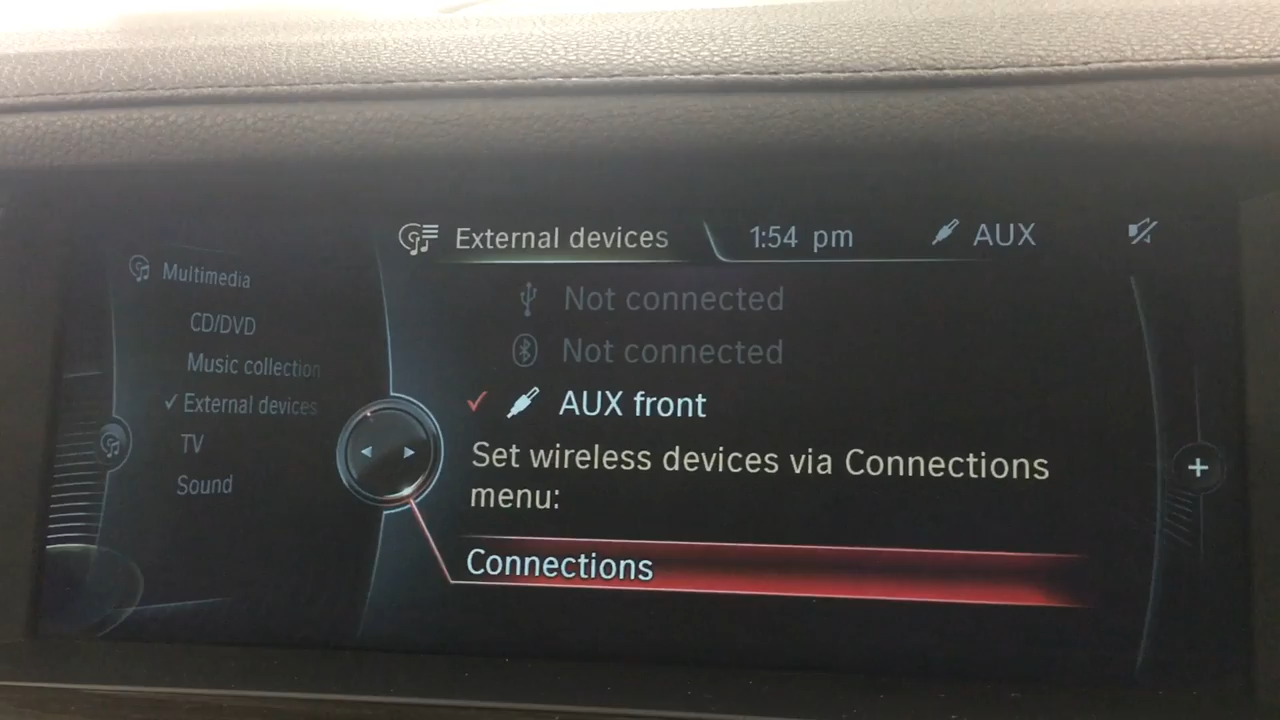 External devices
1:54 pm
AUX
Multimedia
CD/DVD
Music collection
External devices
TV
Sound
Not connected
Not connected
AUX front
Set wireless devices via Connections
menu:
Connections